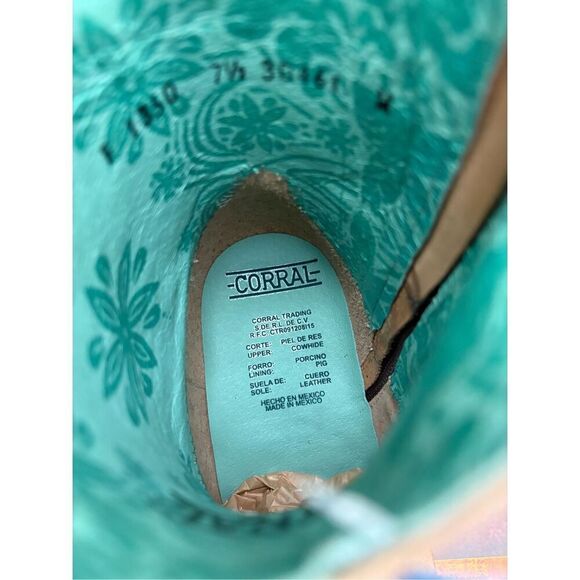 E 1350 7½ 30461 M
CORRAL
CORRAL TRADING
S DE R.L. DE C.V
R.F.C. CTR091208I15
CORTE: PIEL DE RES
UPPER: COWHIDE
FORRO: PORCINO
LINING: PIG
SUELA DE: CUERO
SOLE: LEATHER
HECHO EN MEXICO
MADE IN MEXICO